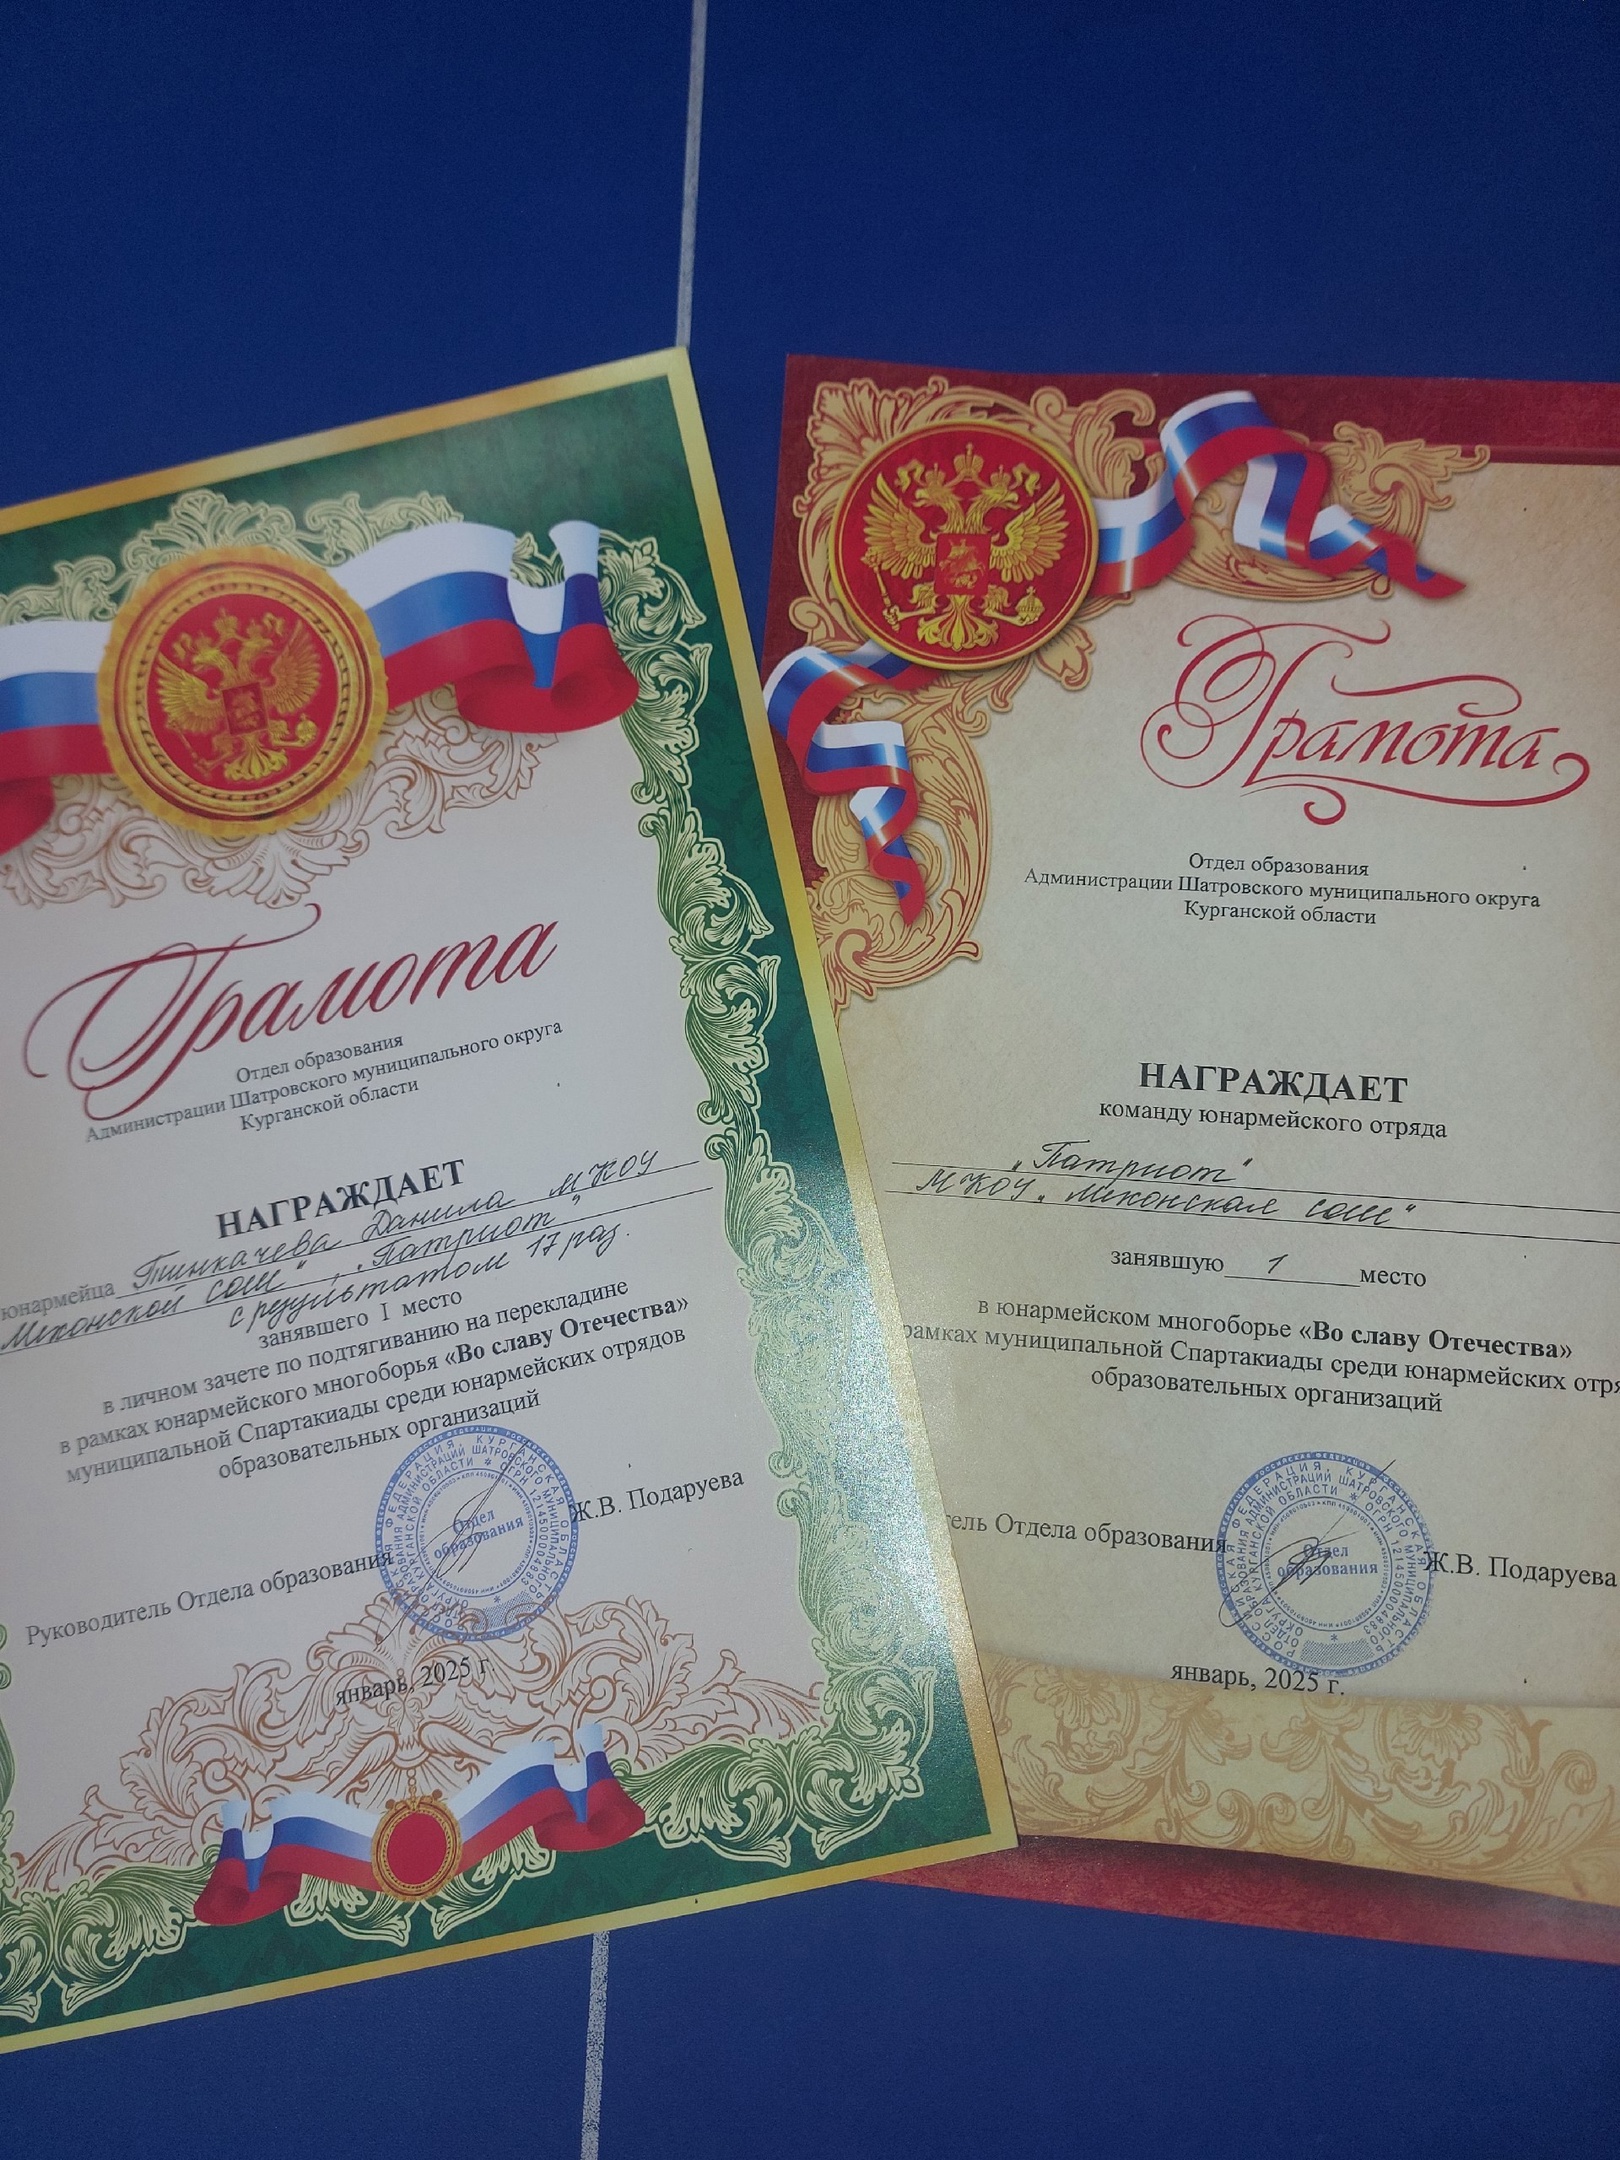 Грамота
Отдел образования
Администрации Шатровского муниципального округа
Курганской области
НАГРАЖДАЕТ
юнармейца Тинкачева Данила МКОУ
Мехонской СОШ" , "Патриот"
с результатом 17 раз.
занявшего I место
в личном зачете по подтягиванию на перекладине
в рамках юнармейского многоборья «Во славу Отечества»
муниципальной Спартакиады среди юнармейских отрядов
образовательных организаций
Руководитель Отдела образования Ж.В. Подаруева
Отдел
образования
январь, 2025 г.
Грамота
Отдел образования
Администрации Шатровского муниципального округа
Курганской области
НАГРАЖДАЕТ
команду юнармейского отряда
"Патриот"
МКОУ "Мехонская СОШ"
занявшую 1 место
в юнармейском многоборье «Во славу Отечества»
рамках муниципальной Спартакиады среди юнармейских отря
образовательных организаций
тель Отдела образования Ж.В. Подаруева
Отдел
образования
январь, 2025 г.